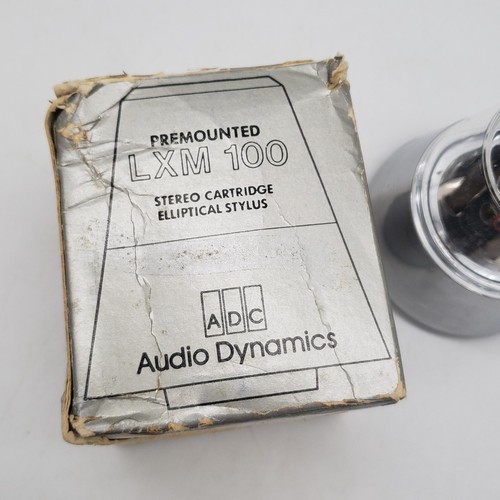 PREMOUNTED
LXM 100
STEREO CARTRIDGE
ELLIPTICAL STYLUS
ADC
Audio Dynamics